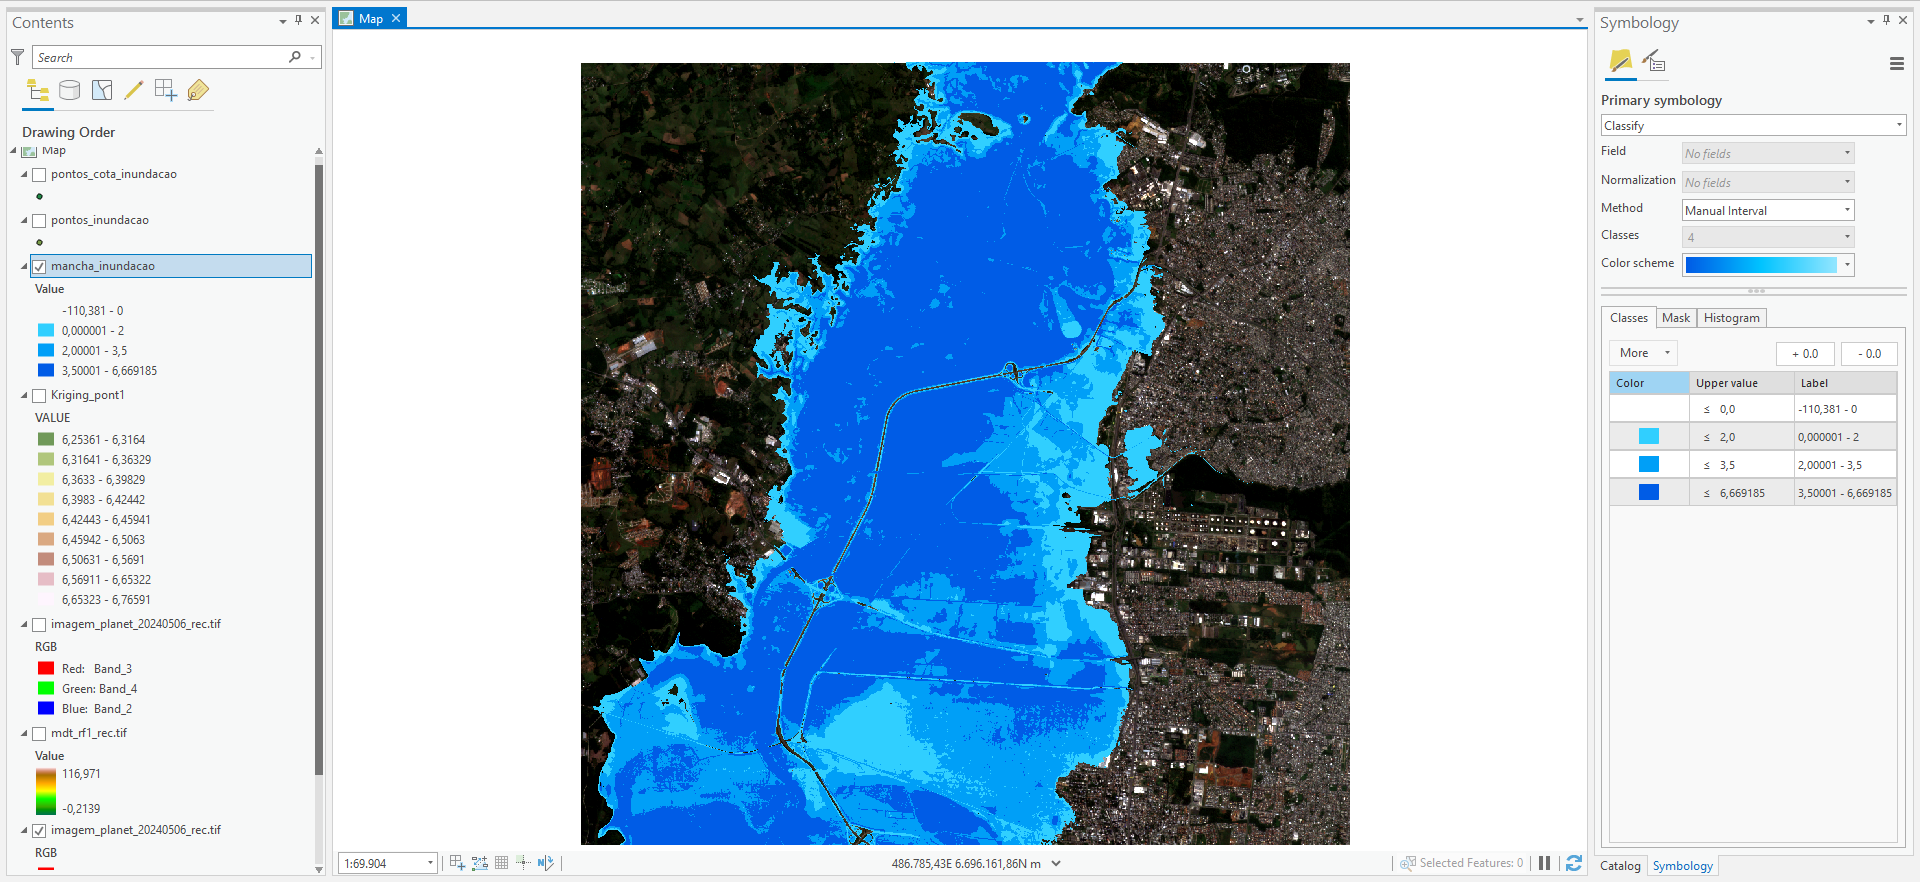 Contents
Search
Drawing Order
Map
pontos_cota_inundacao
pontos_inundacao
mancha_inundacao
Value
-110,381 - 0
0,000001 - 2
2,00001 - 3,5
3,50001 - 6,669185
Kriging_pont1
VALUE
6,25361 - 6,3164
6,31641 - 6,36329
6,3633 - 6,39829
6,3983 - 6,42442
6,42443 - 6,45941
6,45942 - 6,5063
6,50631 - 6,5691
6,56911 - 6,65322
6,65323 - 6,76591
imagem_planet_20240506_rec.tif
RGB
Red: Band_3
Green: Band_4
Blue: Band_2
mdt_rf1_rec.tif
Value
116,971
-0,2139
imagem_planet_20240506_rec.tif
RGB
Map
1:69.904
486.785,43E 6.696.161,86N m
Selected Features: 0
Symbology
Primary symbology
Classify
Field No fields
Normalization No fields
Method Manual Interval
Classes 4
Color scheme
Classes Mask Histogram
More + 0.0 - 0.0
Color Upper value Label
≤ 0,0 -110,381 - 0
≤ 2,0 0,000001 - 2
≤ 3,5 2,00001 - 3,5
≤ 6,669185 3,50001 - 6,669185
Catalog Symbology